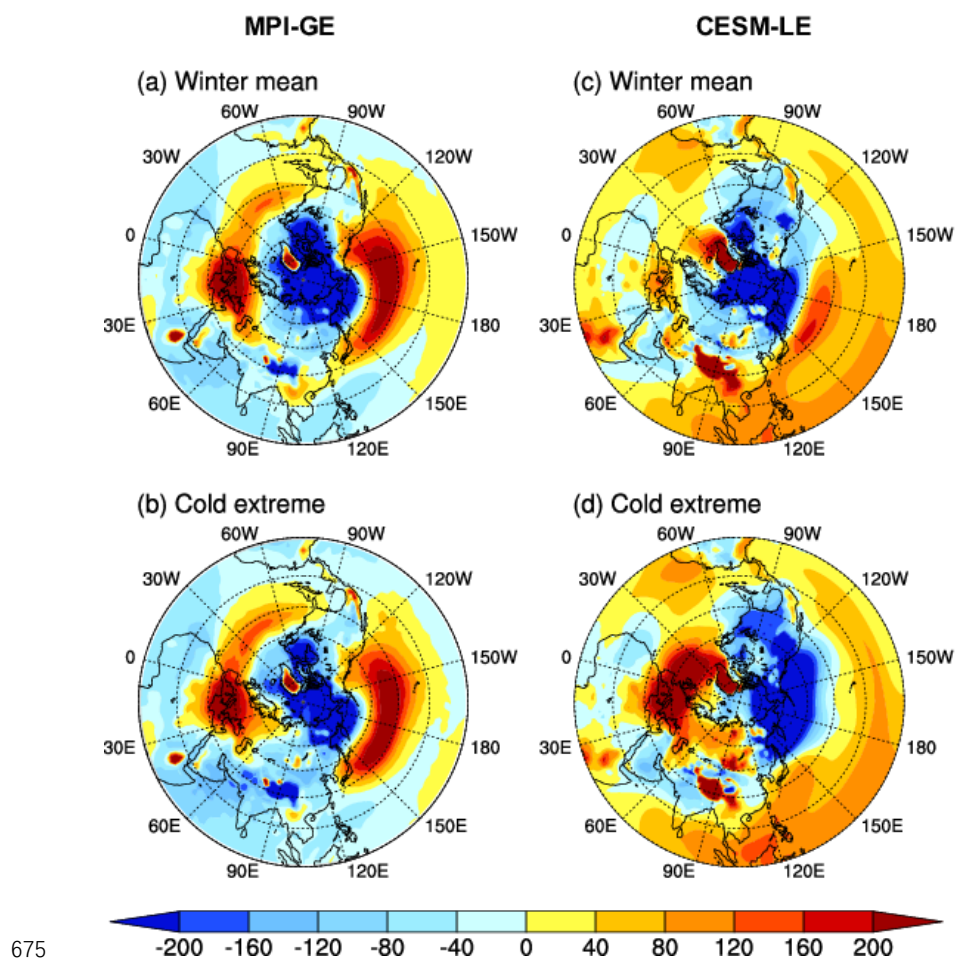 MPI-GE CESM-LE
(a) Winter mean (c) Winter mean
60W 90W 60W 90W
30W 120W 30W 120W
0 150W 0 150W
30E 180 30E 180
60E 150E 60E 150E
90E 120E 90E 120E
(b) Cold extreme (d) Cold extreme
60W 90W 60W 90W
30W 120W 30W 120W
0 150W 0 150W
30E 180 30E 180
60E 150E 60E 150E
90E 120E 90E 120E
675 -200 -160 -120 -80 -40 0 40 80 120 160 200